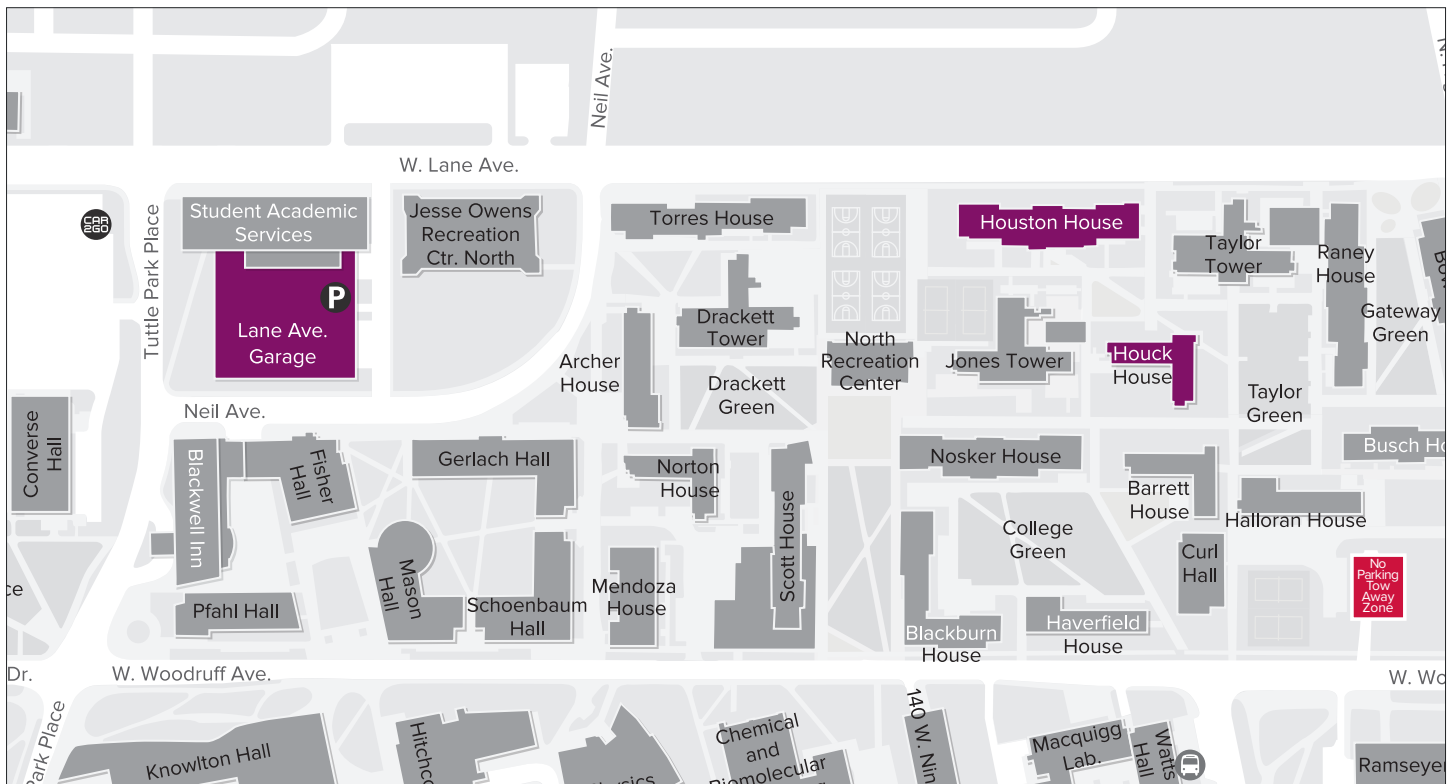 Neil Ave.
W. Lane Ave.
CAR
2GO
Tuttle Park Place
Student Academic
Services
Jesse Owens
Recreation
Ctr. North
Torres House
Houston House
Taylor
Tower
Raney
House
P
Lane Ave.
Garage
Drackett
Tower
Gateway
Green
Archer
House
North
Recreation
Center
Jones Tower
Houck
House
Drackett
Green
Taylor
Green
Neil Ave.
Converse
Hall
Blackwell Inn
Fisher
Hall
Gerlach Hall
Norton
House
Nosker House
Busch Ho
Barrett
House
Halloran House
Scott House
College
Green
Curl
Hall
Mason
Hall
Mendoza
House
No
Parking
Tow
Away
Zone
Pfahl Hall
Schoenbaum
Hall
Blackburn
House
Haverfield
House
Dr.
W. Woodruff Ave.
W. Wo
Park Place
Knowlton Hall
Hitchc
Physics
Chemical
and
Biomolecular
140 W. Nin
Macquigg
Lab.
Watts
Hall
Ramseye